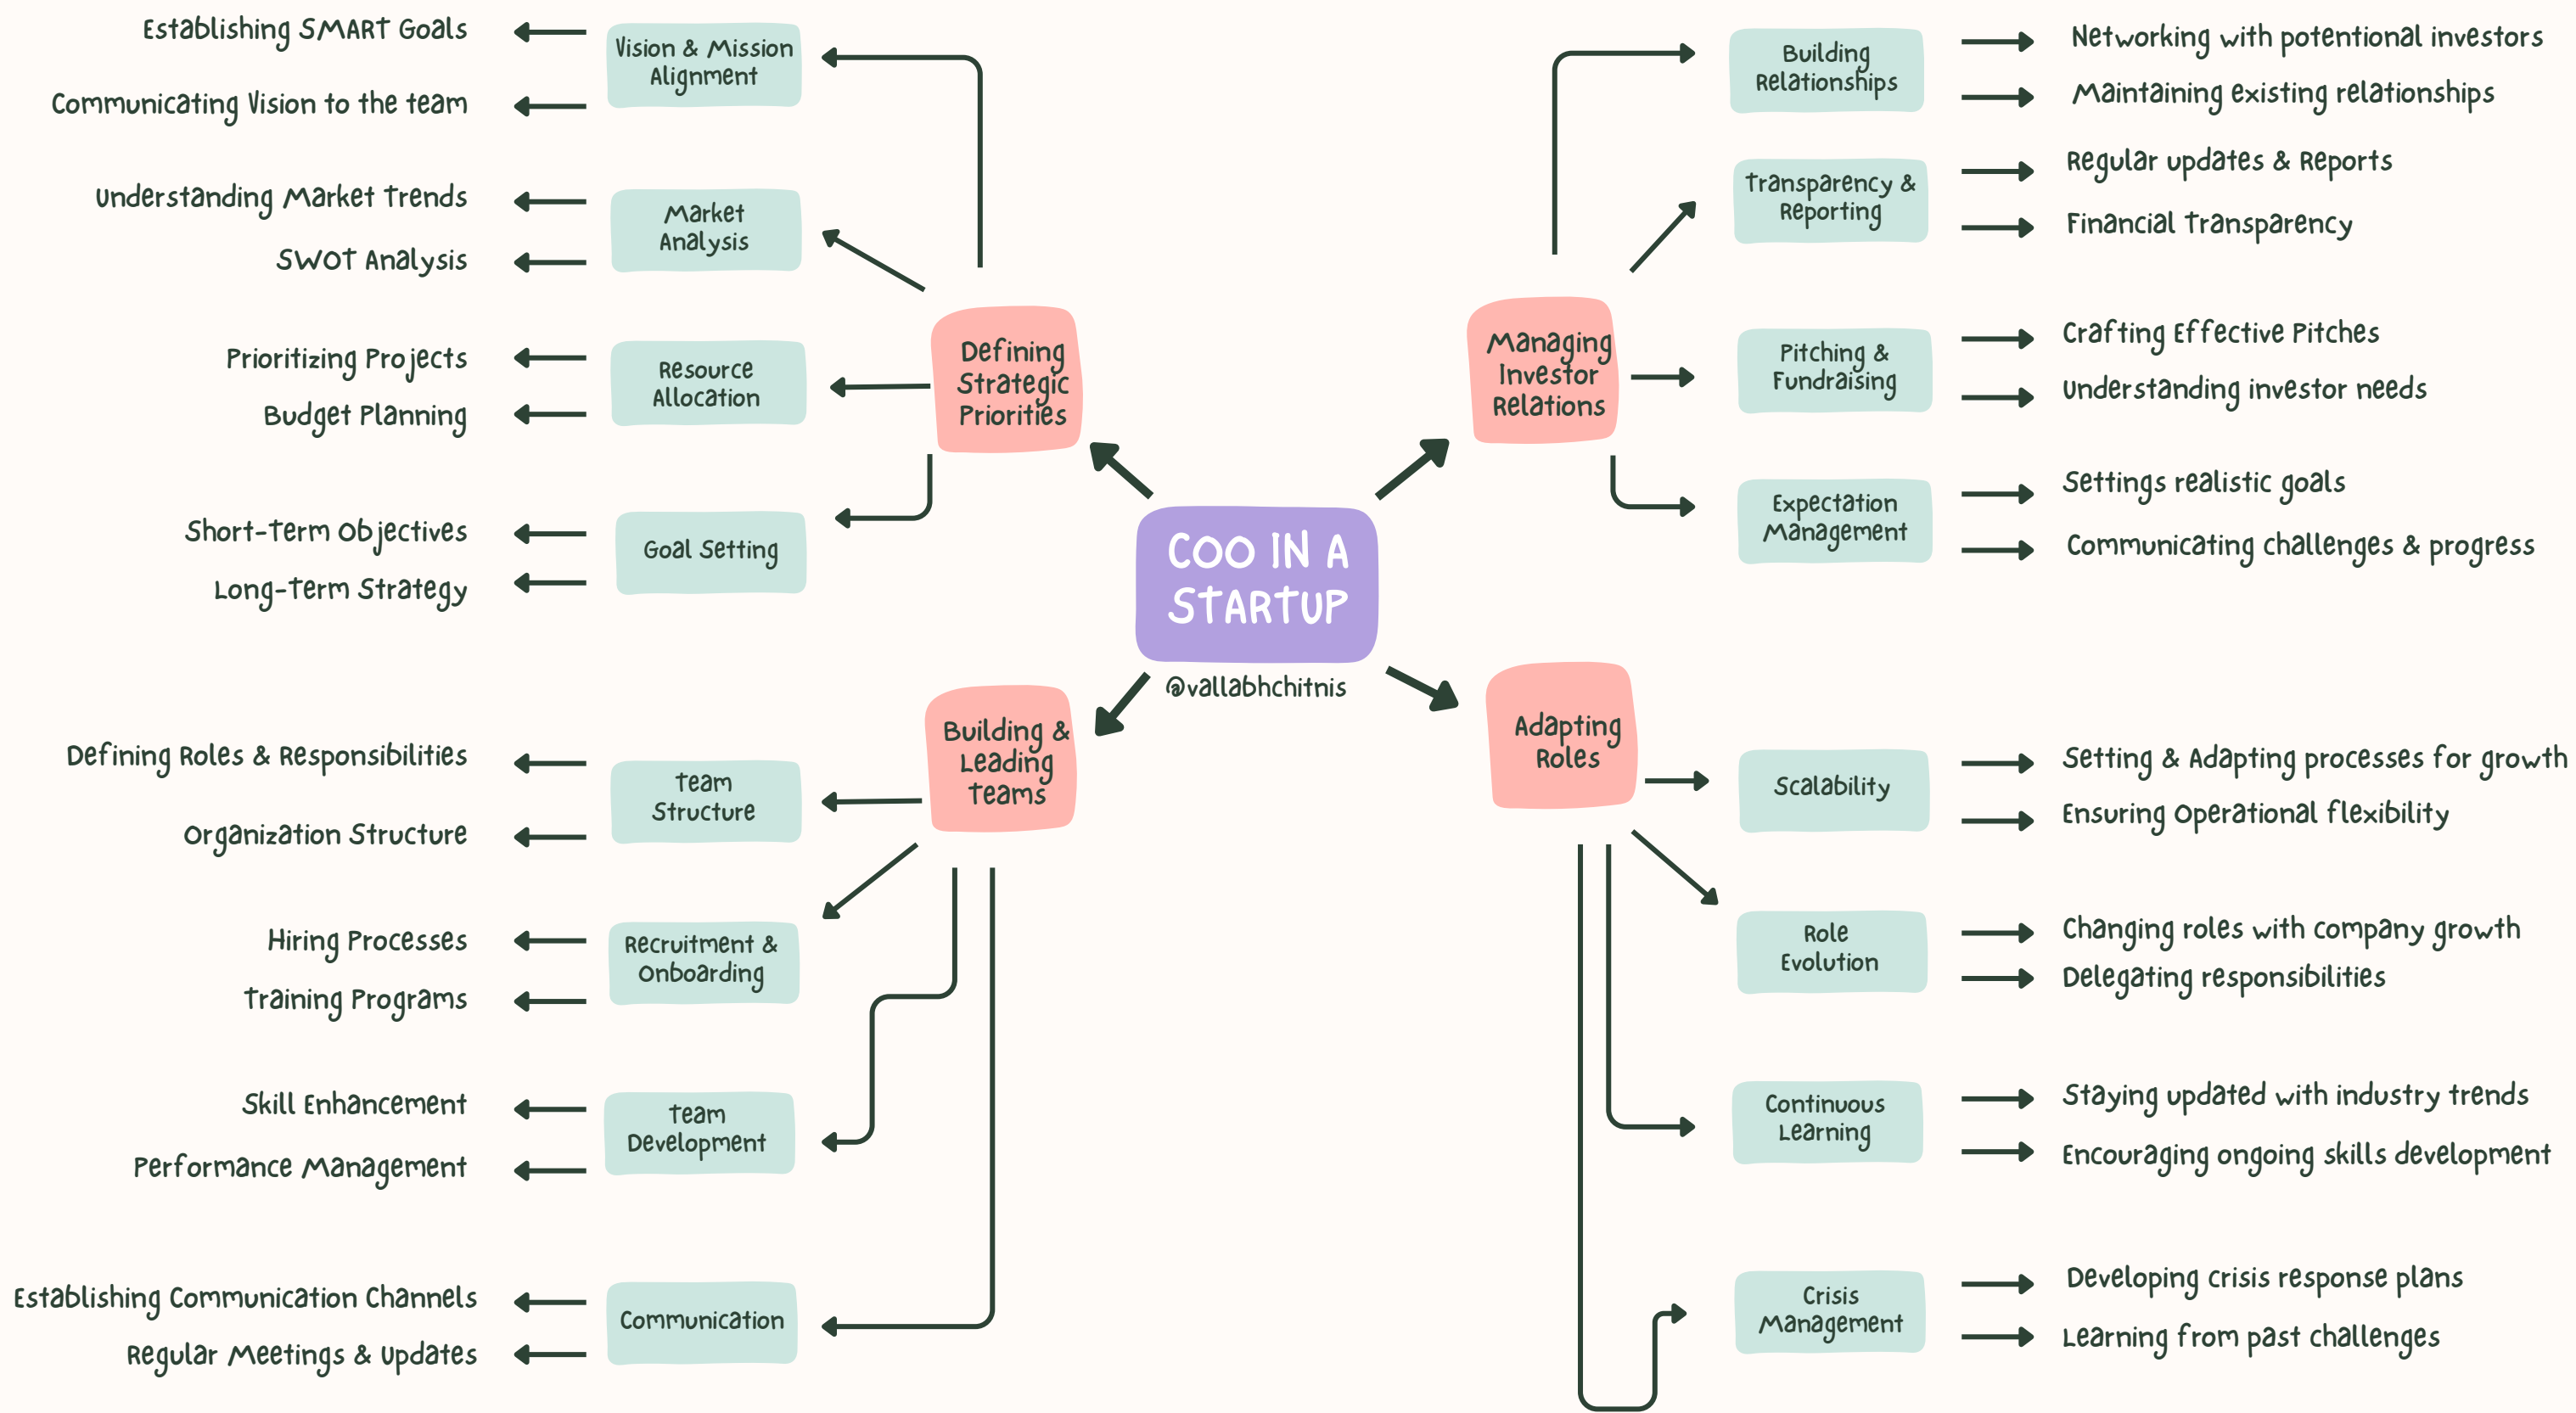 COO IN A
STARTUP
@vallabhchitnis
Defining
Strategic
Priorities
Vision & Mission
Alignment
Establishing SMART Goals
Communicating Vision to the team
Market
Analysis
Understanding Market Trends
SWOT Analysis
Resource
Allocation
Prioritizing Projects
Budget Planning
Goal Setting
Short-Term Objectives
Long-Term Strategy
Building &
Leading
Teams
Team
Structure
Defining Roles & Responsibilities
Organization Structure
Recruitment &
Onboarding
Hiring Processes
Training Programs
Team
Development
Skill Enhancement
Performance Management
Communication
Establishing Communication Channels
Regular Meetings & Updates
Managing
Investor
Relations
Building
Relationships
Networking with potentional investors
Maintaining existing relationships
Transparency &
Reporting
Regular updates & Reports
Financial Transparency
Pitching &
Fundraising
Crafting Effective Pitches
Understanding investor needs
Expectation
Management
Settings realistic goals
Communicating challenges & progress
Adapting
Roles
Scalability
Setting & Adapting processes for growth
Ensuring Operational flexibility
Role
Evolution
Changing roles with company growth
Delegating responsibilities
Continuous
Learning
Staying updated with industry trends
Encouraging ongoing skills development
Crisis
Management
Developing crisis response plans
Learning from past challenges